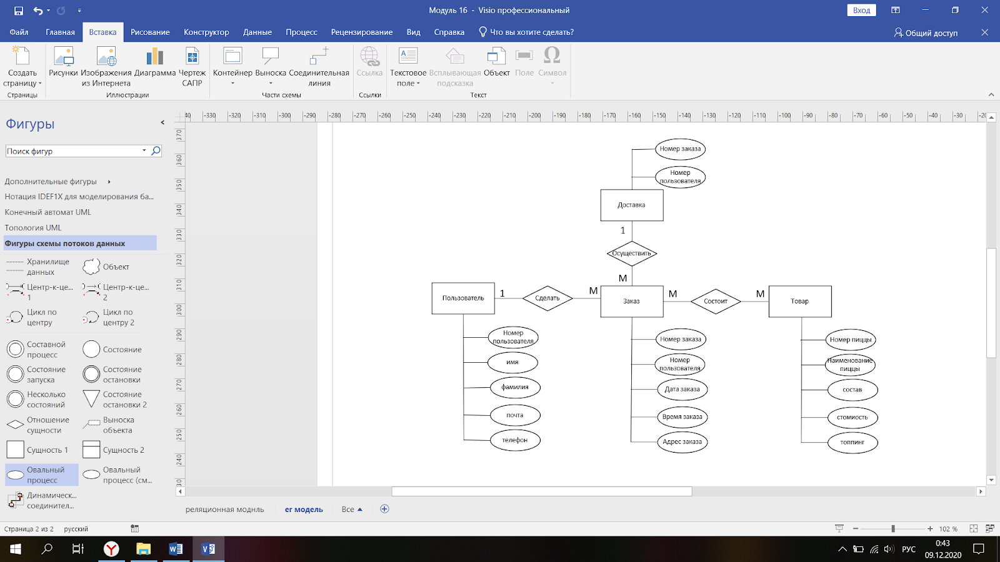 Модуль 16 - Visio профессиональный
Вход
Файл
Главная
Вставка
Рисование
Конструктор
Данные
Процесс
Рецензирование
Вид
Справка
Что вы хотите сделать?
Общий доступ
Создать
страницу
Рисунки
Изображения
из Интернета
Диаграмма
Чертеж
САПР
Контейнер
Выноска
Соединительная
линия
Ссылка
Текстовое
поле
Всплывающая
подсказка
Объект
Поле
Символ
Страницы
Иллюстрации
Части схемы
Ссылки
Текст
Фигуры
Поиск фигур
Дополнительные фигуры
Нотация IDEF1X для моделирования ба...
Конечный автомат UML
Топология UML
Фигуры схемы потоков данных
Хранилище
данных
Объект
Центр-к-це...
1
Центр-к-це...
2
Цикл по
центру
Цикл по
центру 2
Составной
процесс
Состояние
Состояние
запуска
Состояние
остановки
Несколько
состояний
Состояние
остановки 2
Отношение
сущности
Выноска
объекта
Сущность 1
Сущность 2
Овальный
процесс
Овальный
процесс (см...
Динамическ...
соединител...
40 -330 -320 -310 -300 -290 -280 -270 -260 -250 -240 -230 -220 -210 -200 -190 -180 -170 -160 -150 -140 -130 -120 -110 -100 -90 -80 -70 -60 -50 -40 -30 -20
370
360
350
340
330
320
310
300
290
280
270
260
250
240
230
Номер заказа
Номер
пользователя
Доставка
1
Осуществить
М
Пользователь
1
Сделать
М
Заказ
М
Состоит
М
Товар
Номер
пользователя
имя
фамилия
почта
телефон
Номер заказа
Номер
пользователя
Дата заказа
Время заказа
Адрес заказа
Номер пиццы
Наименование
пиццы
состав
стомиость
топпинг
реляционная моднль
er модель
Все
Страница 2 из 2
русский
102 %
РУС
0:43
09.12.2020